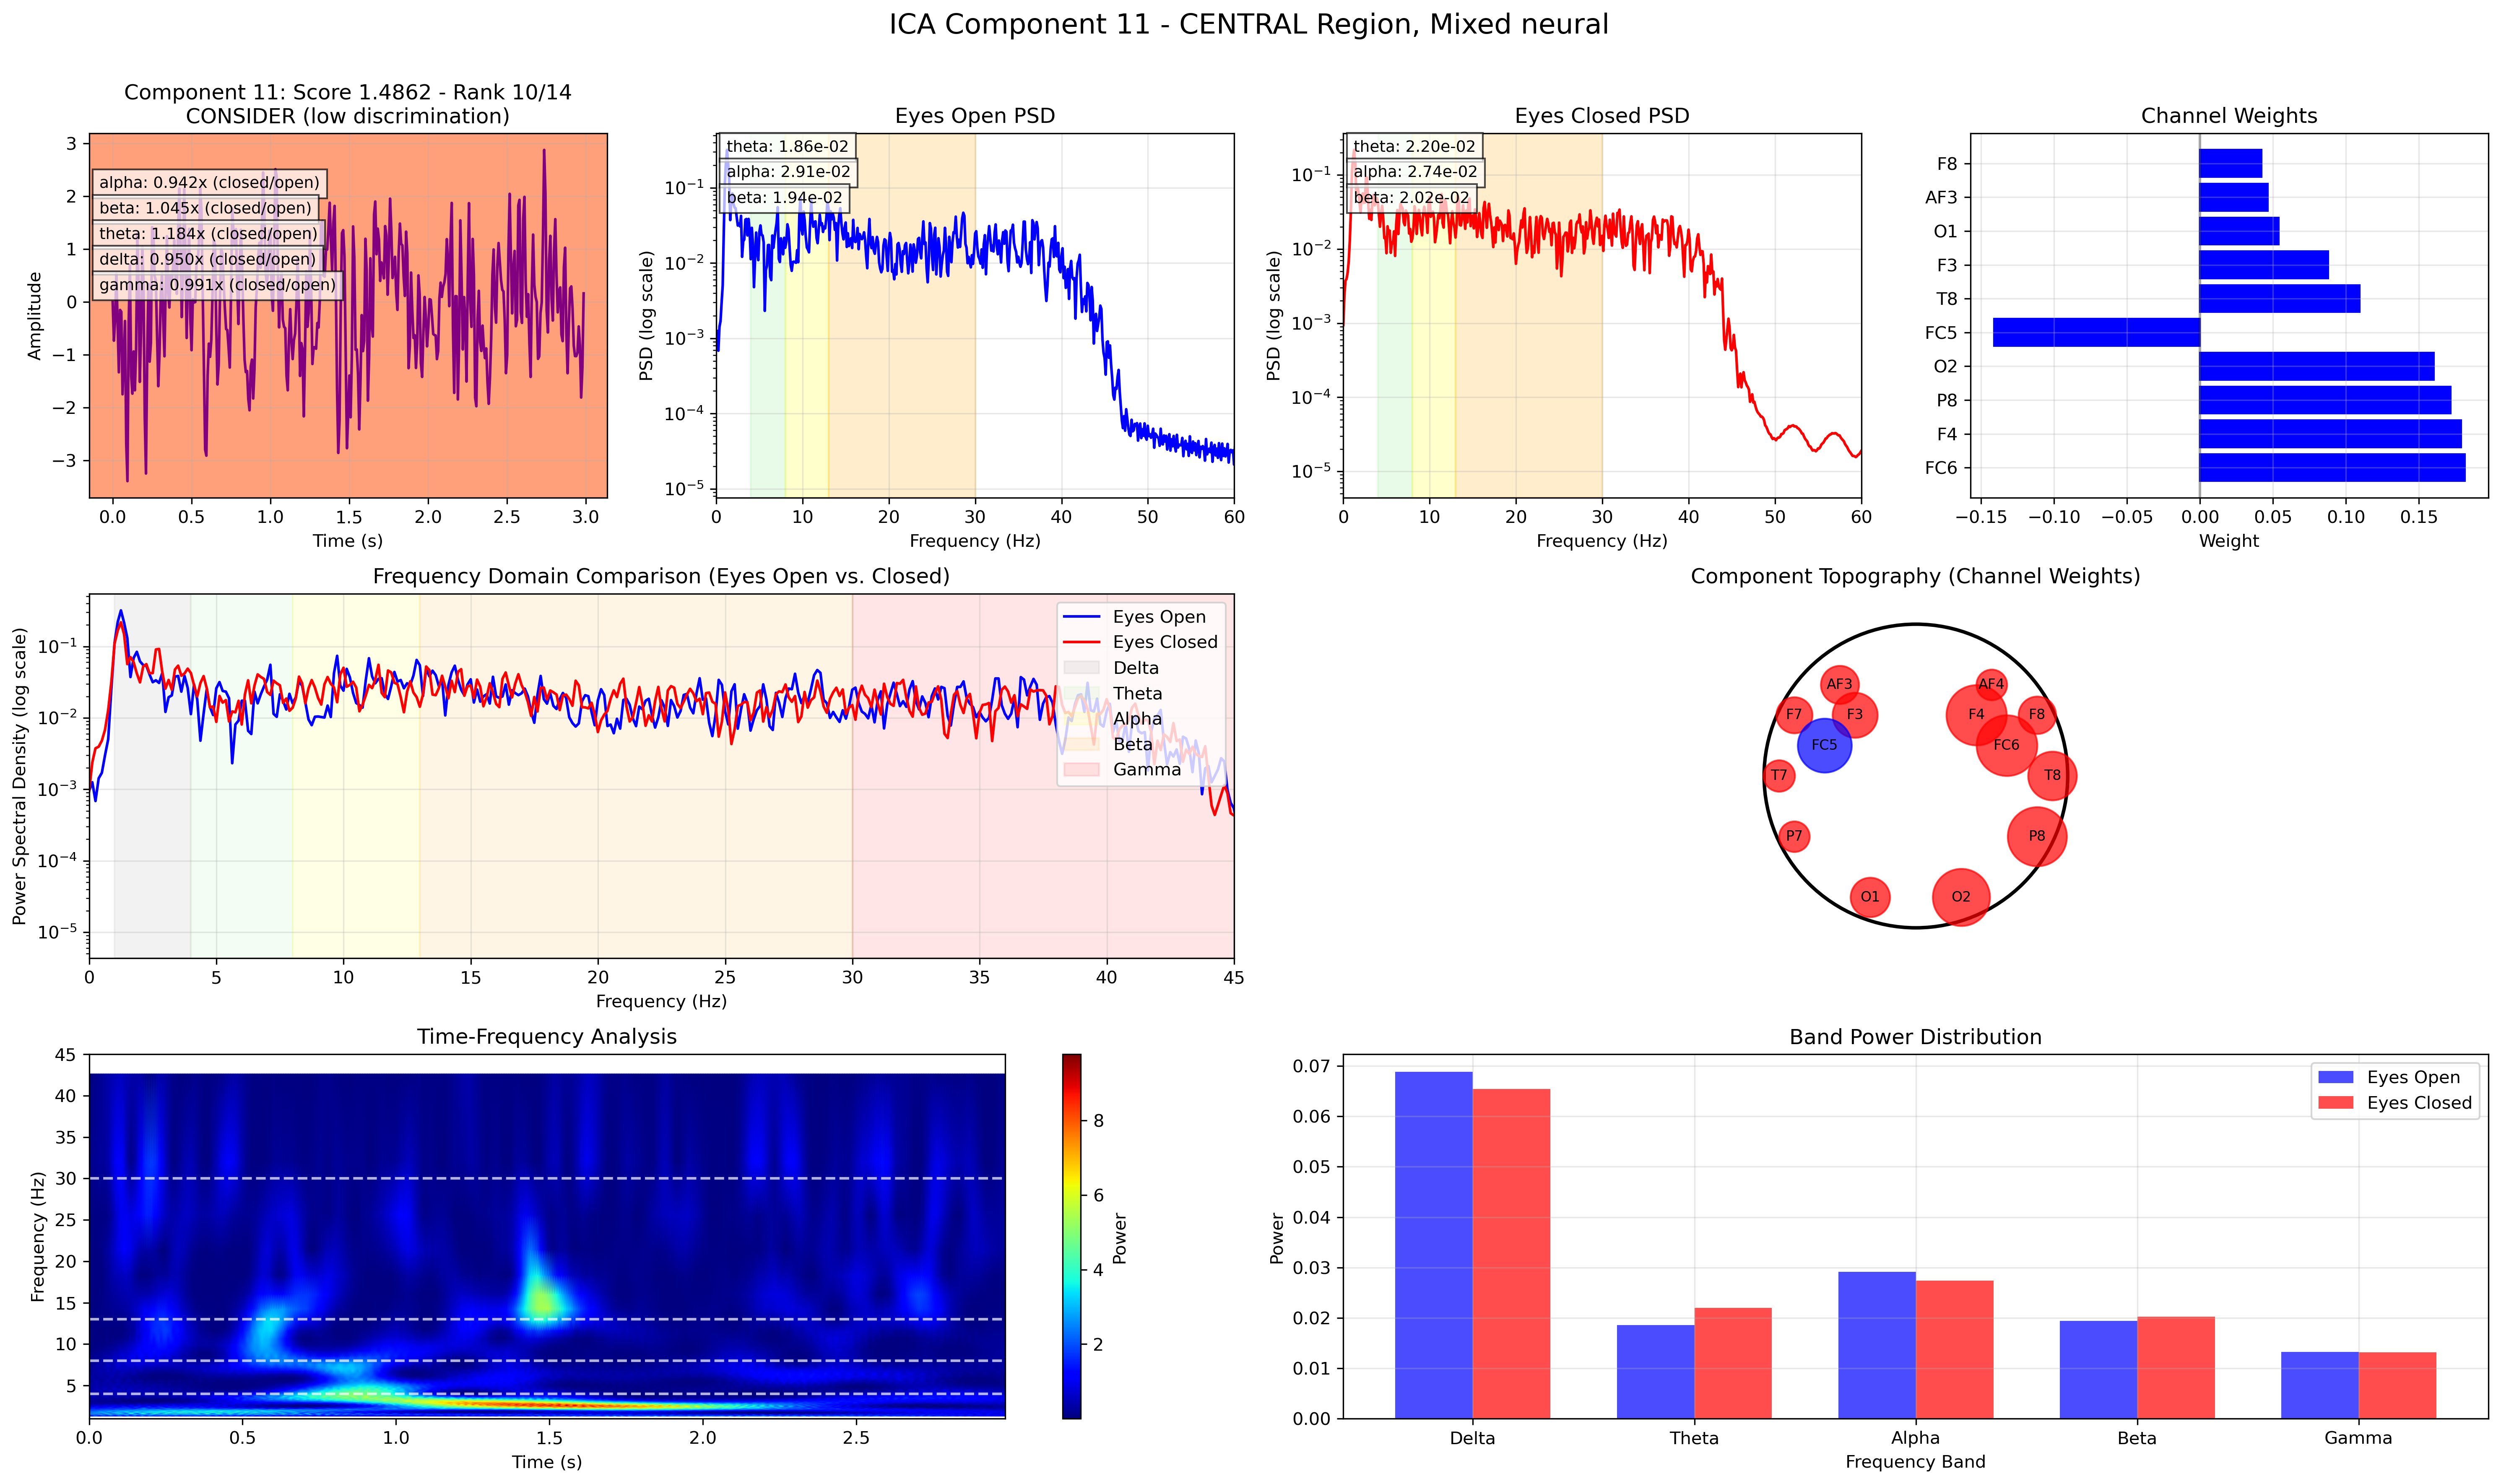 ICA Component 11 - CENTRAL Region, Mixed neural
Component 11: Score 1.4862 - Rank 10/14
CONSIDER (low discrimination)
alpha: 0.942x (closed/open)
beta: 1.045x (closed/open)
theta: 1.184x (closed/open)
delta: 0.950x (closed/open)
gamma: 0.991x (closed/open)
3
2
1
0
−1
−2
−3
Amplitude
0.0 0.5 1.0 1.5 2.0 2.5 3.0
Time (s)
Eyes Open PSD
theta: 1.86e-02
alpha: 2.91e-02
beta: 1.94e-02
10⁻¹
10⁻²
10⁻³
10⁻⁴
10⁻⁵
PSD (log scale)
0 10 20 30 40 50 60
Frequency (Hz)
Eyes Closed PSD
theta: 2.20e-02
alpha: 2.74e-02
beta: 2.02e-02
10⁻¹
10⁻²
10⁻³
10⁻⁴
10⁻⁵
PSD (log scale)
0 10 20 30 40 50 60
Frequency (Hz)
Channel Weights
F8
AF3
O1
F3
T8
FC5
O2
P8
F4
FC6
−0.15 −0.10 −0.05 0.00 0.05 0.10 0.15
Weight
Frequency Domain Comparison (Eyes Open vs. Closed)
Eyes Open
Eyes Closed
Delta
Theta
Alpha
Beta
Gamma
10⁻¹
10⁻²
10⁻³
10⁻⁴
10⁻⁵
Power Spectral Density (log scale)
0 5 10 15 20 25 30 35 40 45
Frequency (Hz)
Component Topography (Channel Weights)
AF3 AF4
F7 F3 F4 F8
FC5 FC6
T7 T8
P7 P8
O1 O2
Time-Frequency Analysis
45
40
35
30
25
20
15
10
5
Frequency (Hz)
0.0 0.5 1.0 1.5 2.0 2.5
Time (s)
8
6
4
2
Power
Band Power Distribution
Eyes Open
Eyes Closed
0.07
0.06
0.05
0.04
0.03
0.02
0.01
0.00
Power
Delta Theta Alpha Beta Gamma
Frequency Band